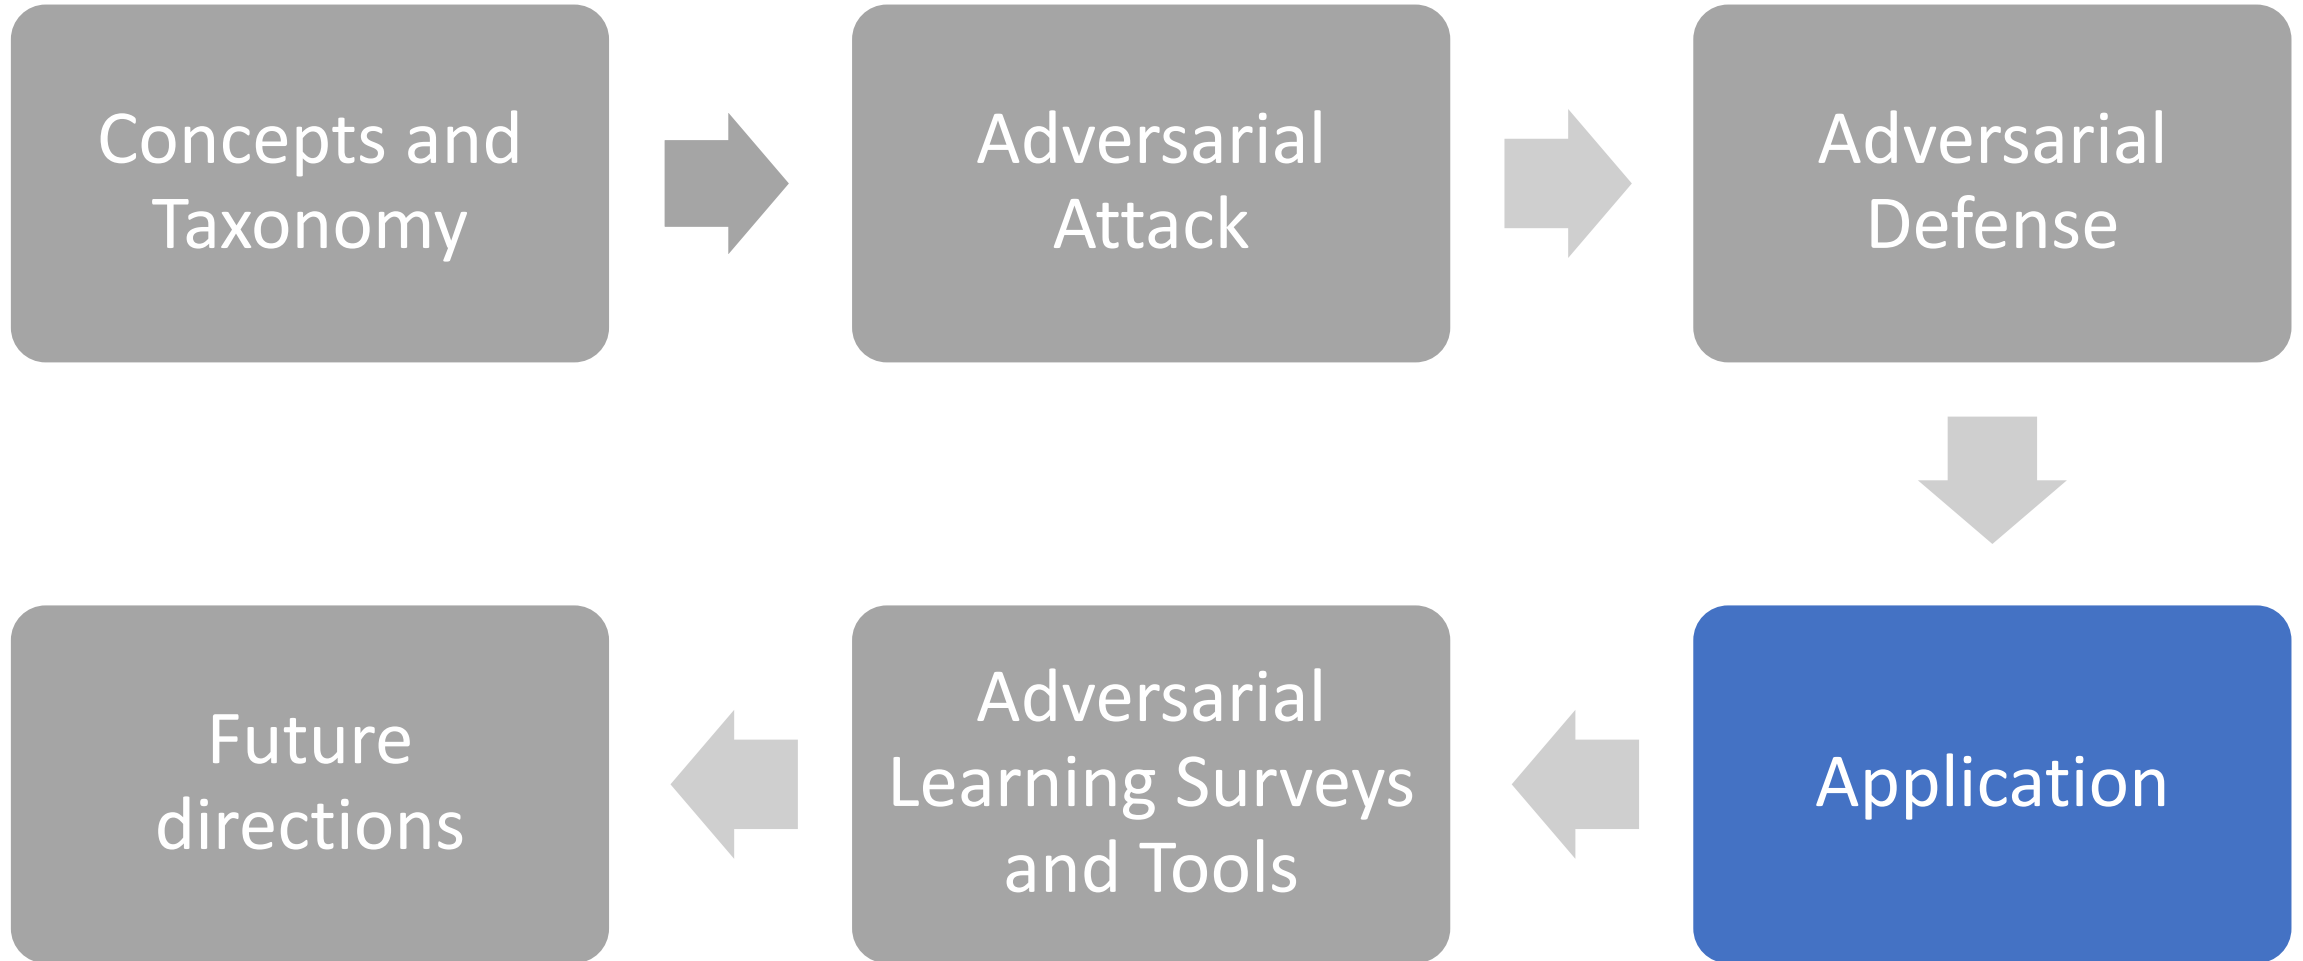 Concepts and
Taxonomy
Adversarial
Attack
Adversarial
Defense
Application
Adversarial
Learning Surveys
and Tools
Future
directions